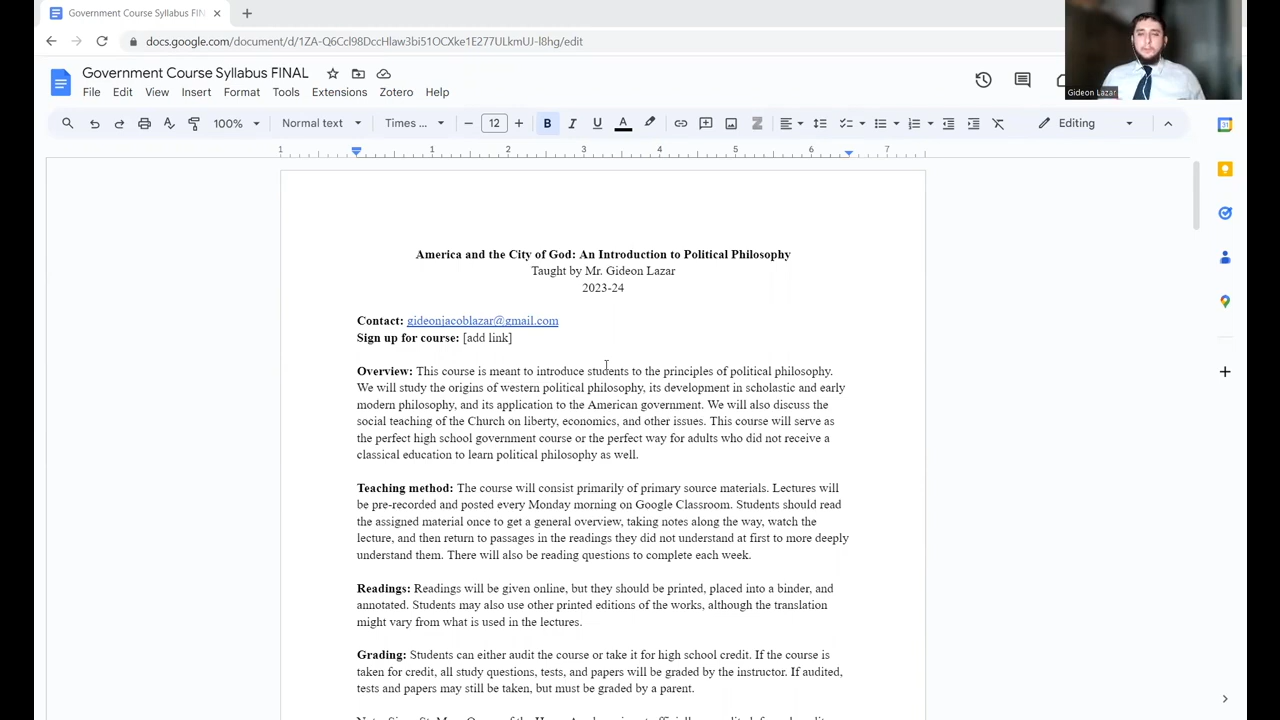 Government Course Syllabus FIN
docs.google.com/document/d/1ZA-Q6Ccl98DccHlaw3bi51OCXke1E277ULkmUJ-l8hg/edit
Government Course Syllabus FINAL
File Edit View Insert Format Tools Extensions Zotero Help
Gideon Lazar
100% Normal text Times ... 12 B I U A Editing
1 1 2 3 4 5 6 7
America and the City of God: An Introduction to Political Philosophy
Taught by Mr. Gideon Lazar
2023-24
Contact: gideonjacoblazar@gmail.com
Sign up for course: [add link]
Overview: This course is meant to introduce students to the principles of political philosophy.
We will study the origins of western political philosophy, its development in scholastic and early
modern philosophy, and its application to the American government. We will also discuss the
social teaching of the Church on liberty, economics, and other issues. This course will serve as
the perfect high school government course or the perfect way for adults who did not receive a
classical education to learn political philosophy as well.
Teaching method: The course will consist primarily of primary source materials. Lectures will
be pre-recorded and posted every Monday morning on Google Classroom. Students should read
the assigned material once to get a general overview, taking notes along the way, watch the
lecture, and then return to passages in the readings they did not understand at first to more deeply
understand them. There will also be reading questions to complete each week.
Readings: Readings will be given online, but they should be printed, placed into a binder, and
annotated. Students may also use other printed editions of the works, although the translation
might vary from what is used in the lectures.
Grading: Students can either audit the course or take it for high school credit. If the course is
taken for credit, all study questions, tests, and papers will be graded by the instructor. If audited,
tests and papers may still be taken, but must be graded by a parent.